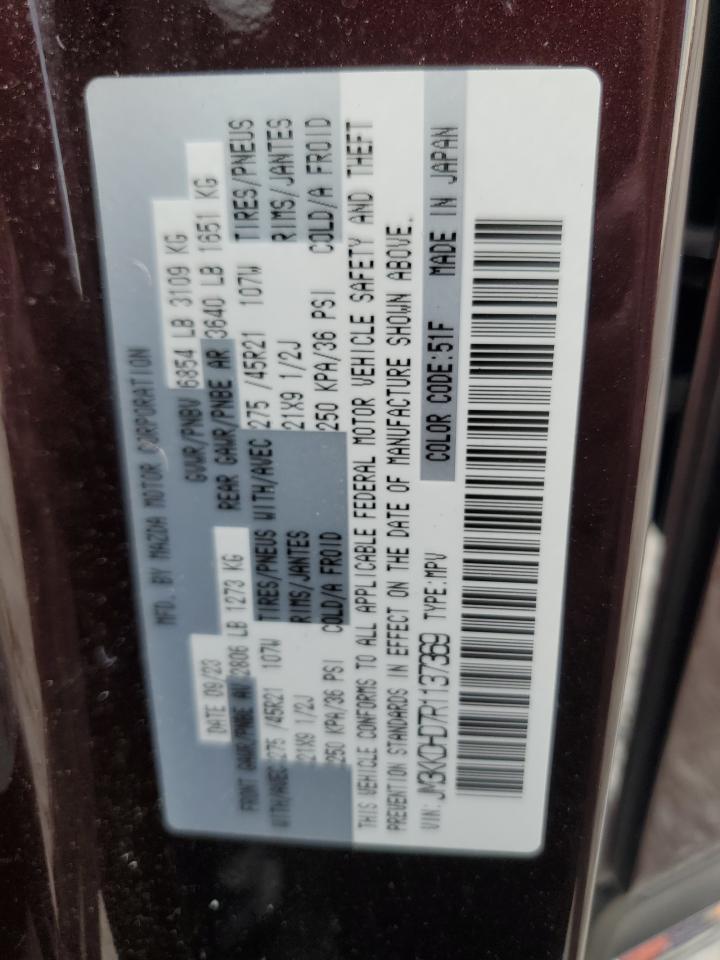 MFD. BY MAZDA MOTOR CORPORATION
DATE 09/23 GVWR/PNBV 6854 LB 3109 KG
FRONT GAWR/PNBE AV 2806 LB 1273 KG REAR GAWR/PNBE AR 3640 LB 1651 KG
WITH/AVEC 275 /45R21 107W TIRES/PNEUS WITH/AVEC 275 /45R21 107W TIRES/PNEUS
21X9 1/2J RIMS/JANTES 21X9 1/2J RIMS/JANTES
250 KPA/36 PSI COLD/A FROID 250 KPA/36 PSI COLD/A FROID
THIS VEHICLE CONFORMS TO ALL APPLICABLE FEDERAL MOTOR VEHICLE SAFETY AND THEFT
PREVENTION STANDARDS IN EFFECT ON THE DATE OF MANUFACTURE SHOWN ABOVE.
VIN: JM3KKDHD7R1137369 TYPE:MPV COLOR CODE:51F MADE IN JAPAN